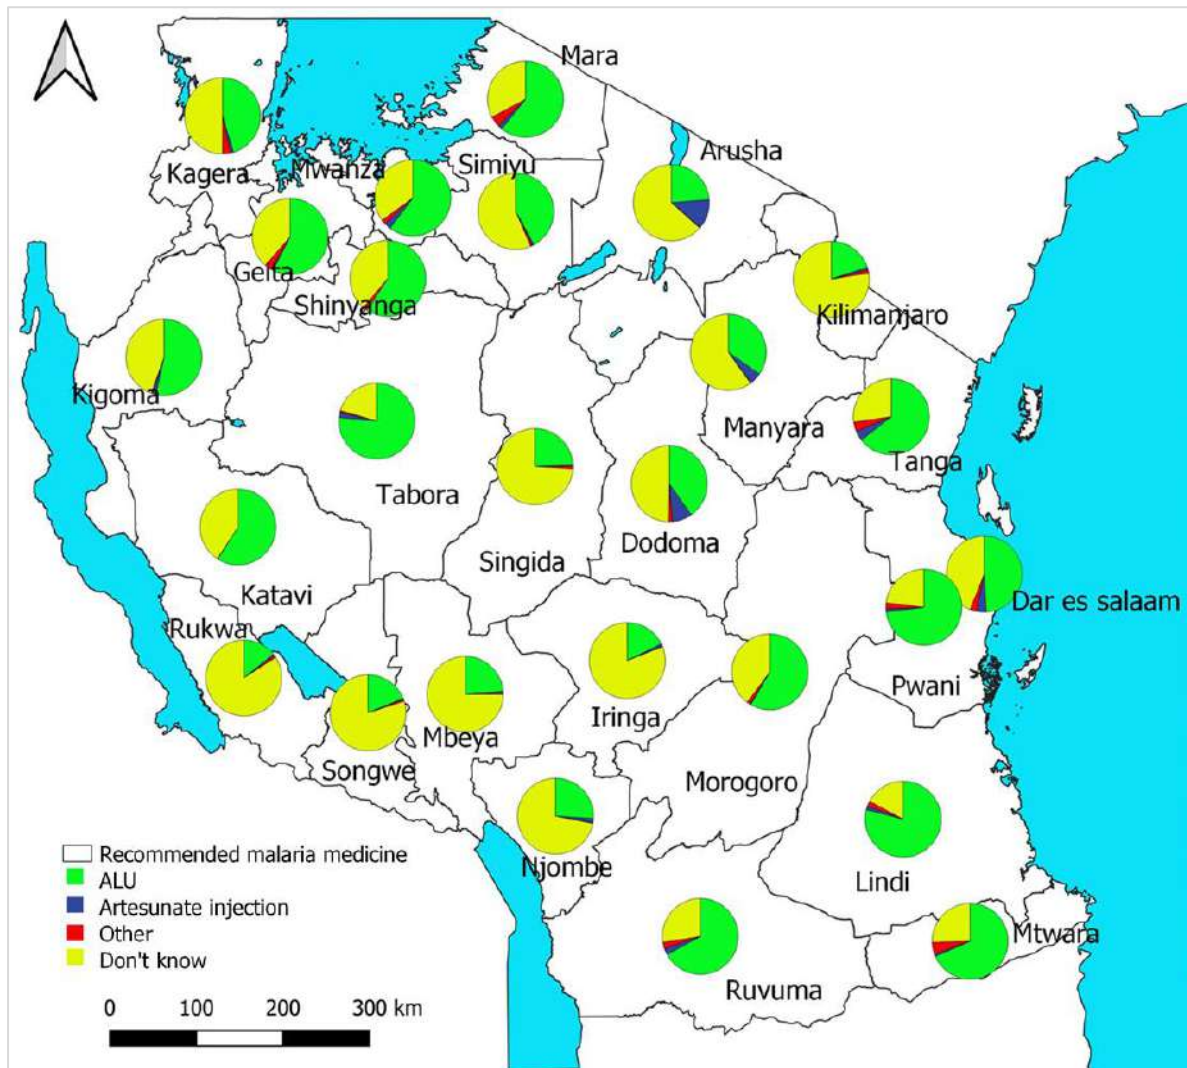 Mara
Arusha
Kagera
Mwanza
Simiyu
Geita
Shinyanga
Kilimanjaro
Kigoma
Manyara
Tanga
Tabora
Singida
Dodoma
Katavi
Dar es salaam
Rukwa
Pwani
Iringa
Mbeya
Songwe
Morogoro
Njombe
Lindi
Mtwara
Ruvuma
Recommended malaria medicine
ALU
Artesunate injection
Other
Don't know
0 100 200 300 km